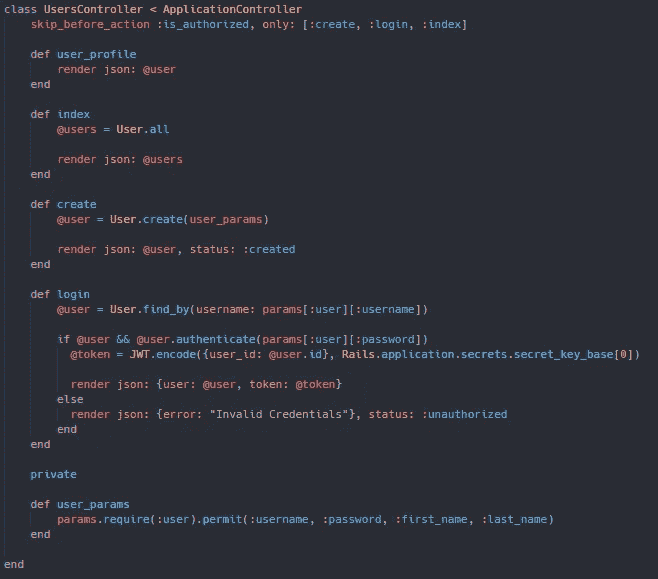 class UsersController < ApplicationController
    skip_before_action :is_authorized, only: [:create, :login, :index]

    def user_profile
        render json: @user
    end

    def index
        @users = User.all

        render json: @users
    end

    def create
        @user = User.create(user_params)

        render json: @user, status: :created
    end

    def login
        @user = User.find_by(username: params[:user][:username])

        if @user && @user.authenticate(params[:user][:password])
          @token = JWT.encode({user_id: @user.id}, Rails.application.secrets.secret_key_base[0])

          render json: {user: @user, token: @token}
        else
          render json: {error: "Invalid Credentials"}, status: :unauthorized
        end
    end

    private

    def user_params
        params.require(:user).permit(:username, :password, :first_name, :last_name)
    end

end